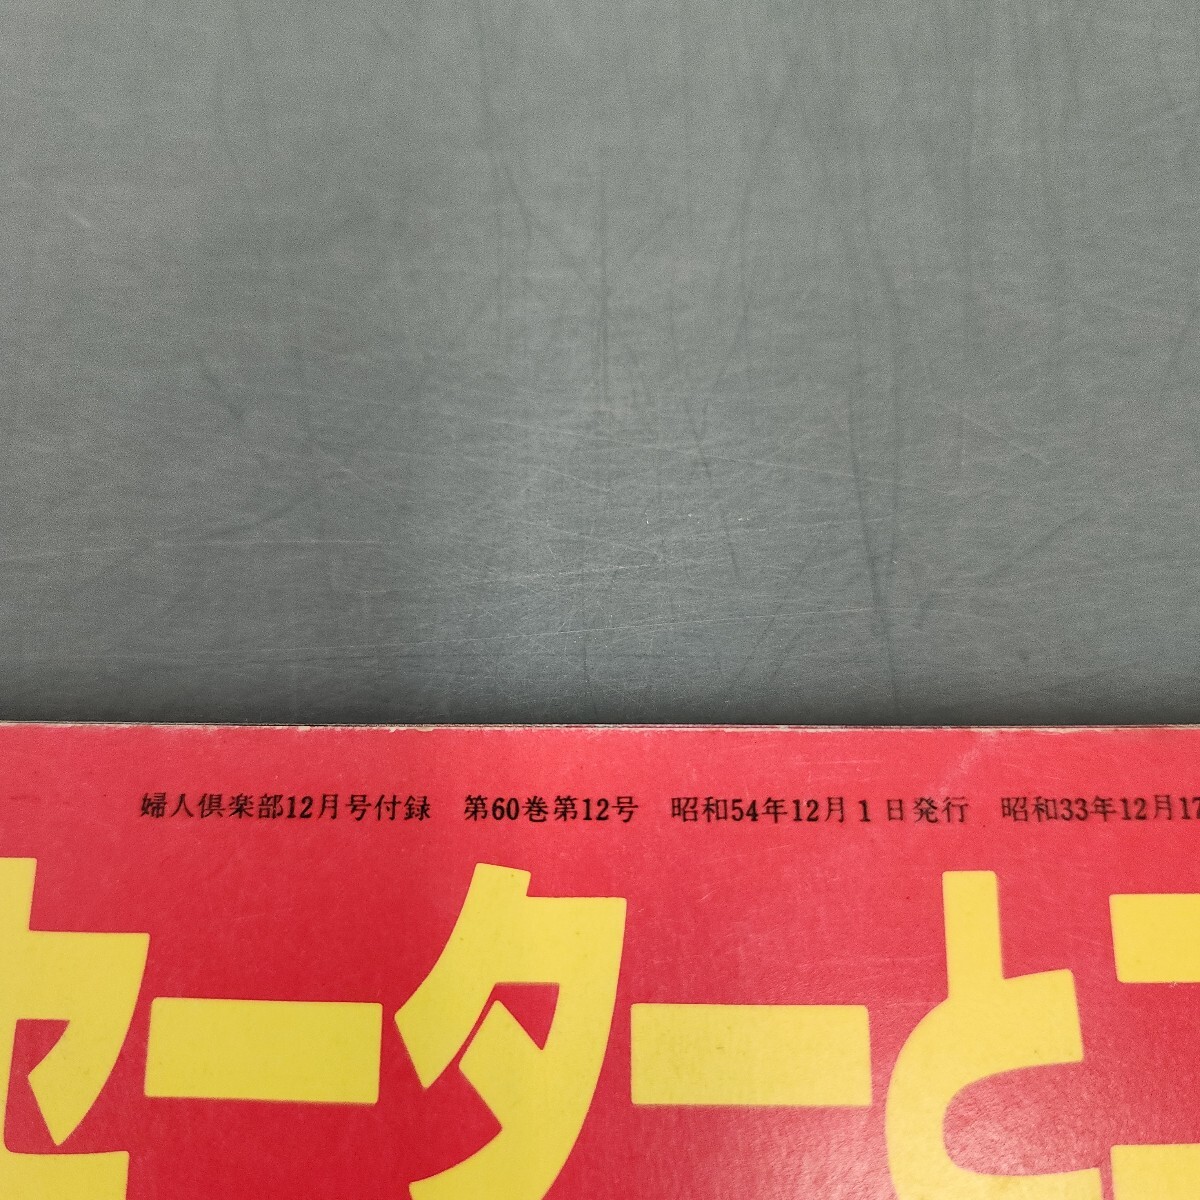 婦人倶楽部12月号付録 第60巻第12号 昭和54年12月1日発行 昭和33年12月17
セーターと